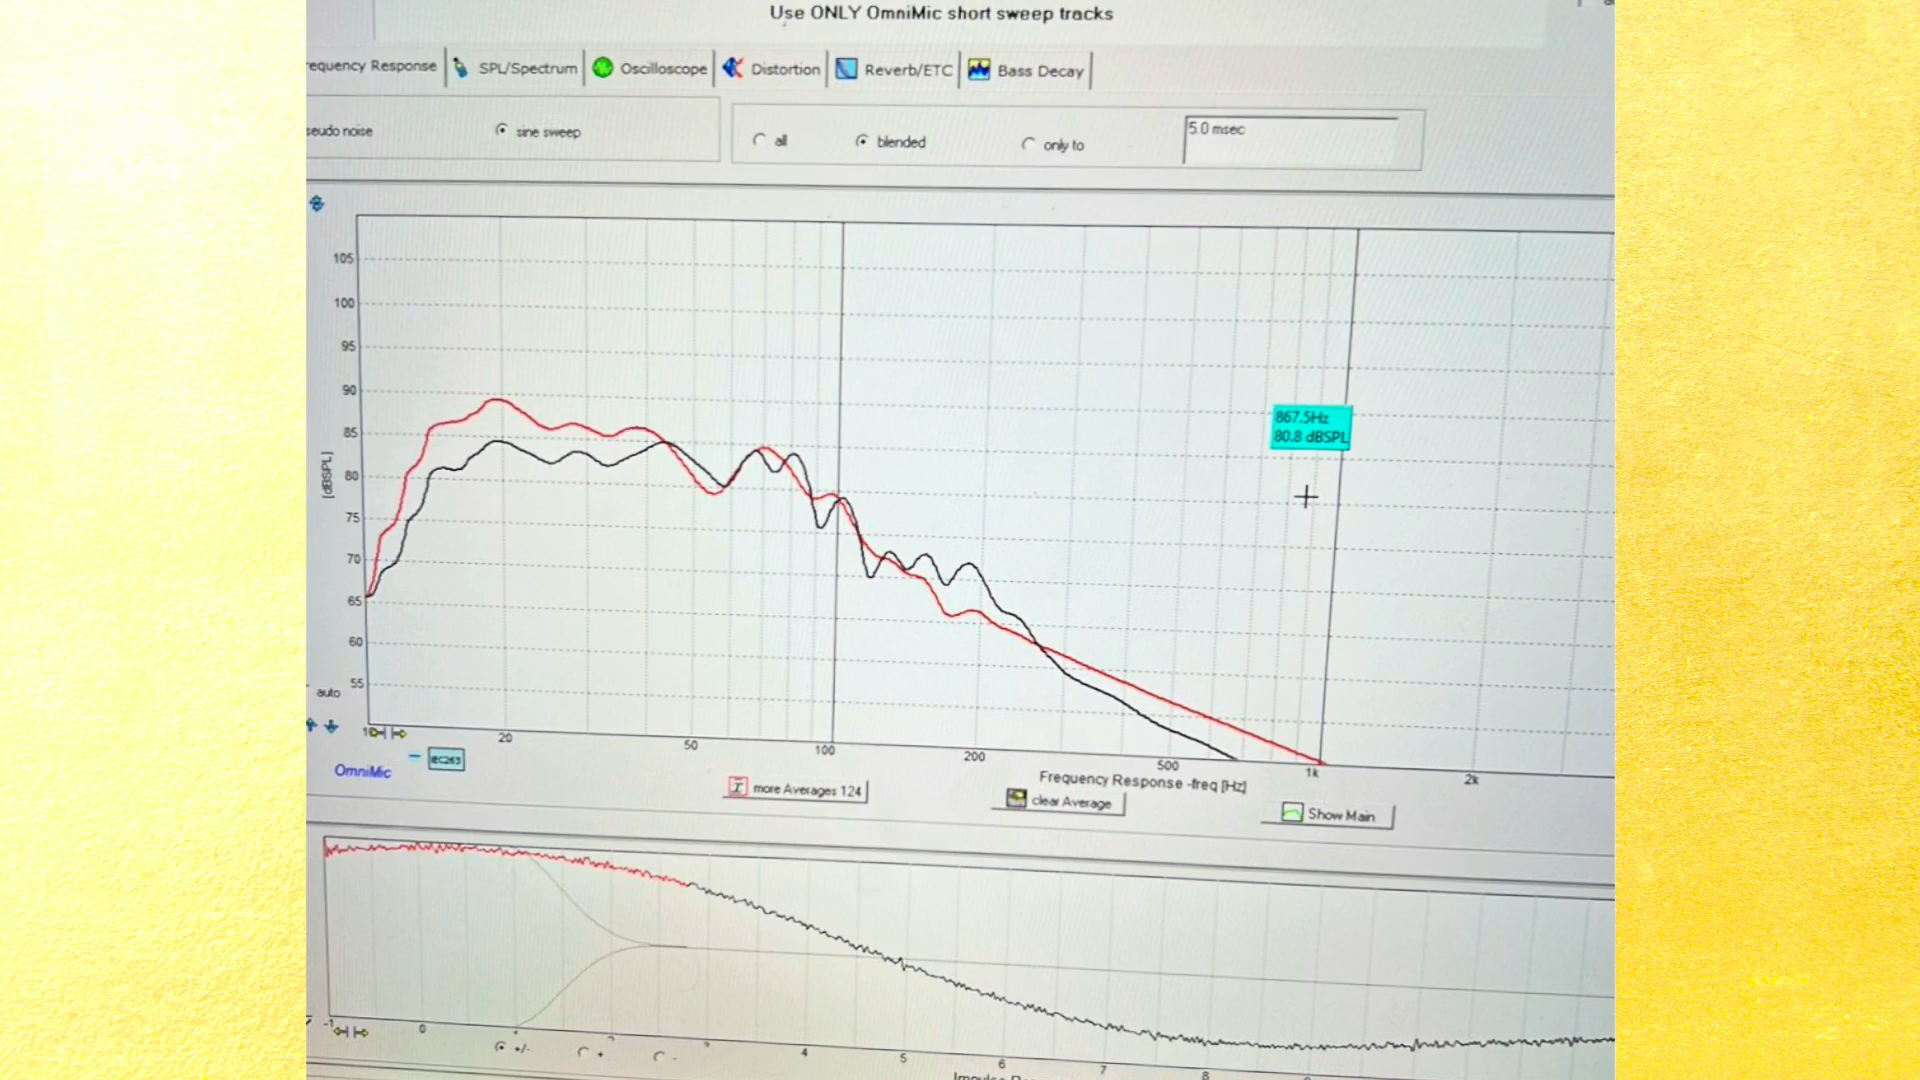 Use ONLY OmniMic short sweep tracks
requency Response SPL/Spectrum Oscilloscope Distortion Reverb/ETC Bass Decay
seudo noise sine sweep all blended only to 5.0 msec
105
100
95
90
867.5Hz
80.8 dBSPL
85
[dBSPL]
80
75
70
65
60
55
auto
10 20 50 100 200 500 1k 2k
IEC263
OmniMic
Frequency Response -freq [Hz]
more Averages 124 clear Average Show Main
-1 0 4 5 6 7 8
+/- + -